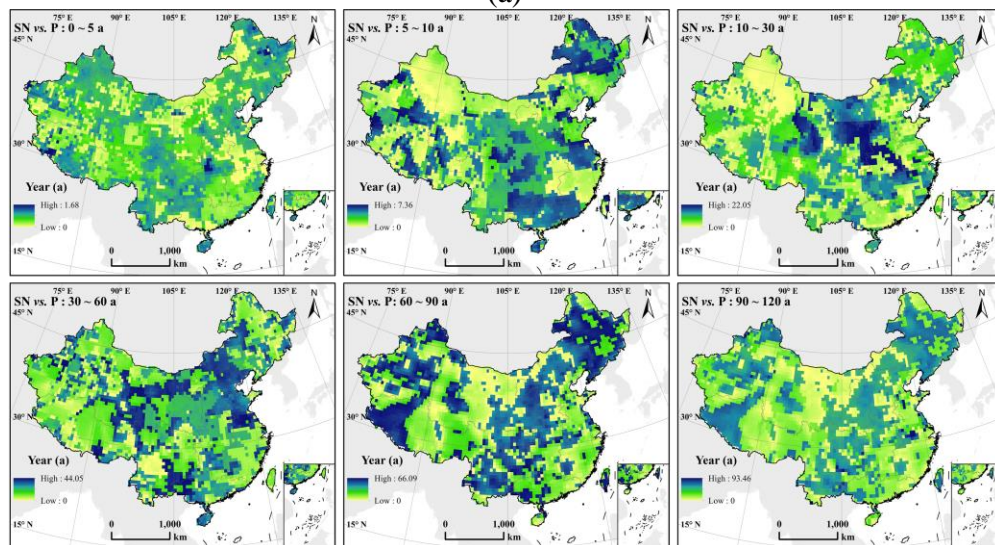 (a)
SN vs. P : 0 ~ 5 a
75° E 90° E 105° E 120° E 135° E
N
45° N
30° N
15° N
Year (a)
High : 1.68
Low : 0
0 1,000
km
SN vs. P : 5 ~ 10 a
75° E 90° E 105° E 120° E 135° E
N
45° N
30° N
15° N
Year (a)
High : 7.36
Low : 0
0 1,000
km
SN vs. P : 10 ~ 30 a
75° E 90° E 105° E 120° E 135° E
N
45° N
30° N
15° N
Year (a)
High : 22.05
Low : 0
0 1,000
km
SN vs. P : 30 ~ 60 a
75° E 90° E 105° E 120° E 135° E
N
45° N
30° N
15° N
Year (a)
High : 44.05
Low : 0
0 1,000
km
SN vs. P : 60 ~ 90 a
75° E 90° E 105° E 120° E 135° E
N
45° N
30° N
15° N
Year (a)
High : 66.09
Low : 0
0 1,000
km
SN vs. P : 90 ~ 120 a
75° E 90° E 105° E 120° E 135° E
N
45° N
30° N
15° N
Year (a)
High : 93.46
Low : 0
0 1,000
km